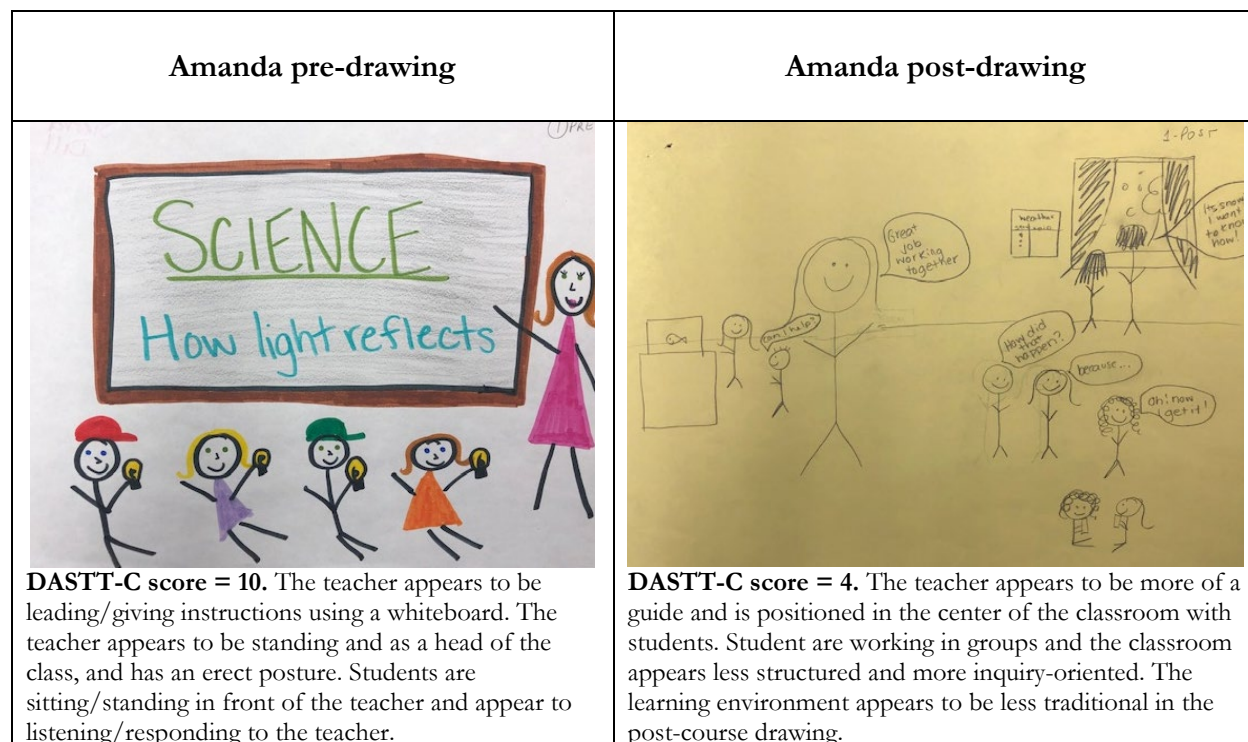 Amanda pre-drawing
Amanda post-drawing
1 PRE
SCIENCE
How light reflects
DASTT-C score = 10. The teacher appears to be
leading/giving instructions using a whiteboard. The
teacher appears to be standing and as a head of the
class, and has an erect posture. Students are
sitting/standing in front of the teacher and appear to
listening/responding to the teacher.
1-POST
Great
job
working
together
weather
Its snow
I want
to know
how!
can I help?
How did
that
happen?
because...
oh! now
I get it!
DASTT-C score = 4. The teacher appears to be more of a
guide and is positioned in the center of the classroom with
students. Student are working in groups and the classroom
appears less structured and more inquiry-oriented. The
learning environment appears to be less traditional in the
post-course drawing.